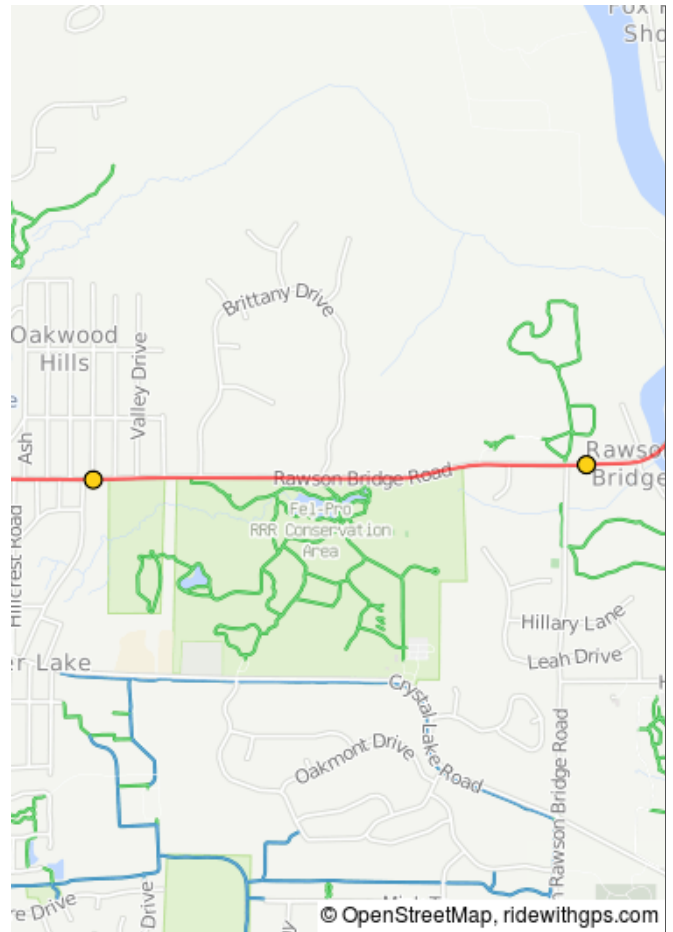 Sho
Brittany Drive
Oakwood
Hills
Valley Drive
Ash
Rawson Bridge Road
Rawso
Bridge
Fel-Pro
RRR Conservation
Area
Hillcrest Road
Hillary Lane
Leah Drive
er Lake
Crystal Lake Road
Oakmont Drive
n Rawson Bridge Road
re Drive
Drive
© OpenStreetMap, ridewithgps.com